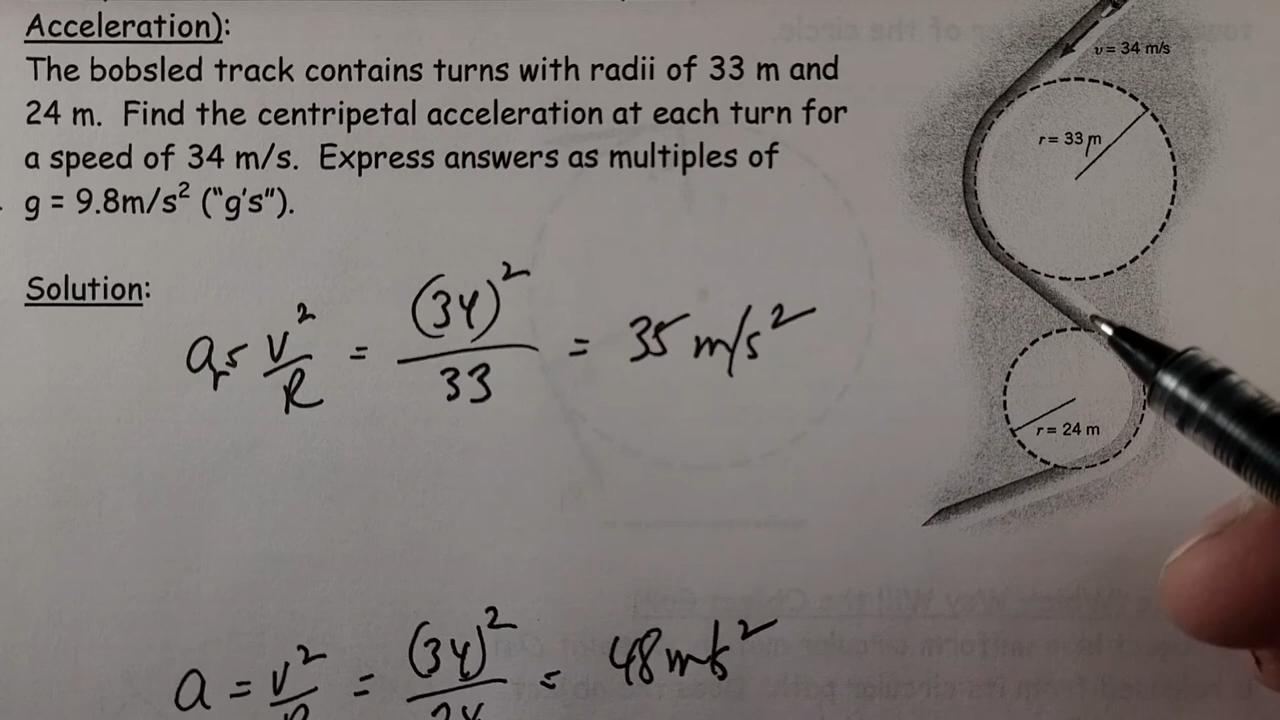 Acceleration):
The bobsled track contains turns with radii of 33 m and
24 m. Find the centripetal acceleration at each turn for
a speed of 34 m/s. Express answers as multiples of
g = 9.8m/s² ("g's").
Solution:
a_r = v²/R = (34)²/33 = 35 m/s²
a = v²/R = (34)²/24 = 48 m/s²
v = 34 m/s
r = 33 m
r = 24 m